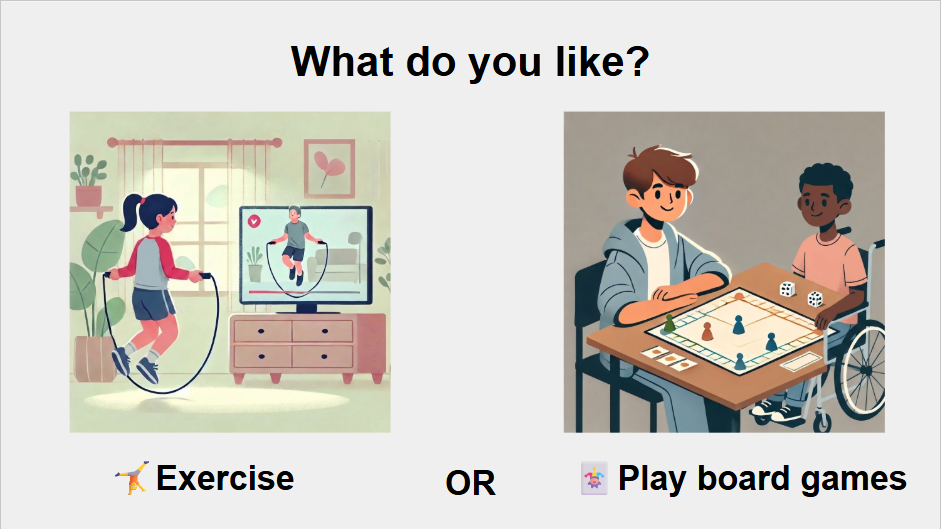 What do you like?
🤸 Exercise
OR
🃏 Play board games